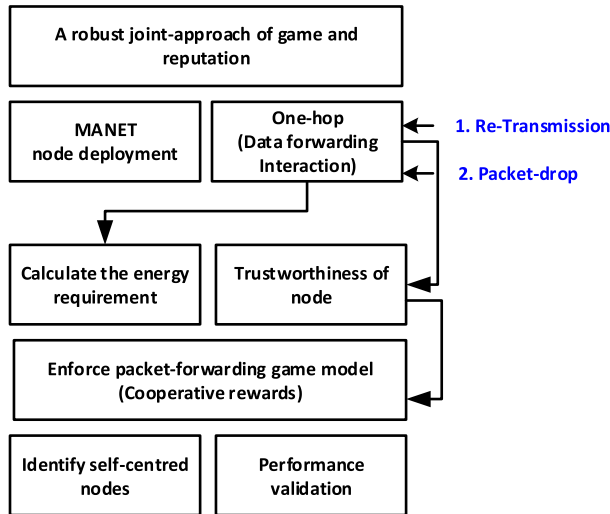 A robust joint-approach of game and
reputation
MANET
node deployment
One-hop
(Data forwarding
Interaction)
1. Re-Transmission
2. Packet-drop
Calculate the energy
requirement
Trustworthiness of
node
Enforce packet-forwarding game model
(Cooperative rewards)
Identify self-centred
nodes
Performance
validation